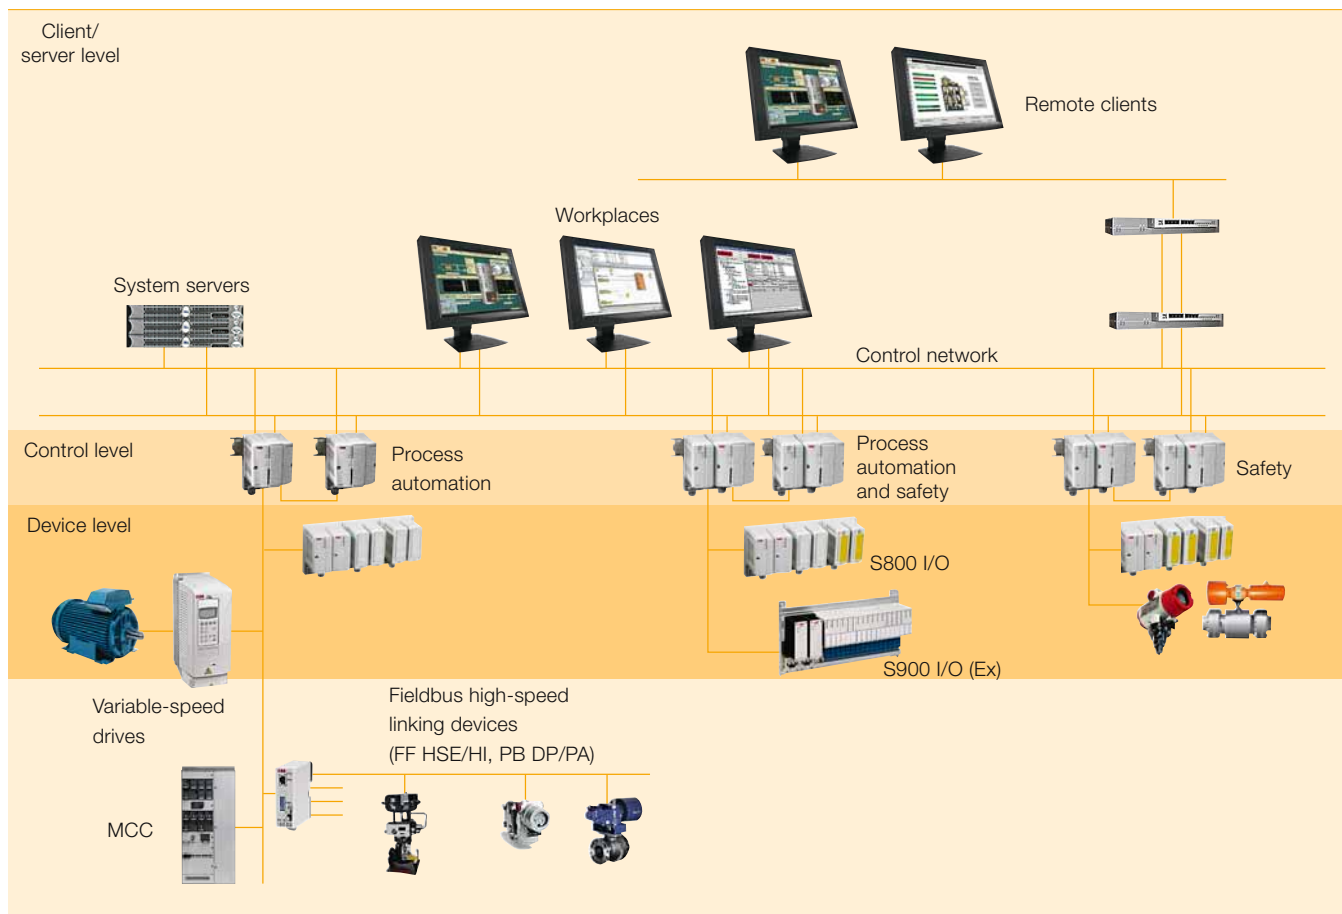 Client/
server level
Remote clients
Workplaces
System servers
Control network
Control level
Process
automation
Process
automation
and safety
Safety
Device level
S800 I/O
S900 I/O (Ex)
Variable-speed
drives
Fieldbus high-speed
linking devices
(FF HSE/HI, PB DP/PA)
MCC